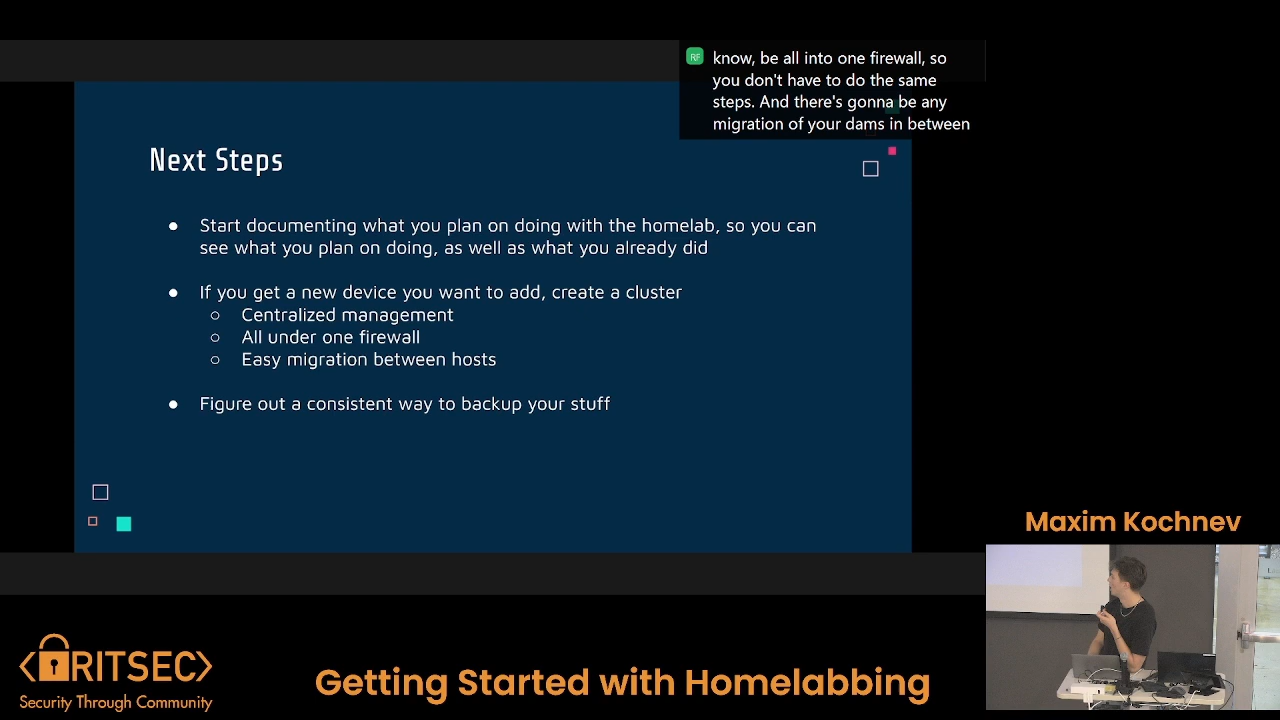 RF
know, be all into one firewall, so
you don't have to do the same
steps. And there's gonna be any
migration of your dams in between
Next Steps
● Start documenting what you plan on doing with the homelab, so you can
see what you plan on doing, as well as what you already did
● If you get a new device you want to add, create a cluster
○ Centralized management
○ All under one firewall
○ Easy migration between hosts
● Figure out a consistent way to backup your stuff
Maxim Kochnev
<RITSEC>
Security Through Community
Getting Started with Homelabbing